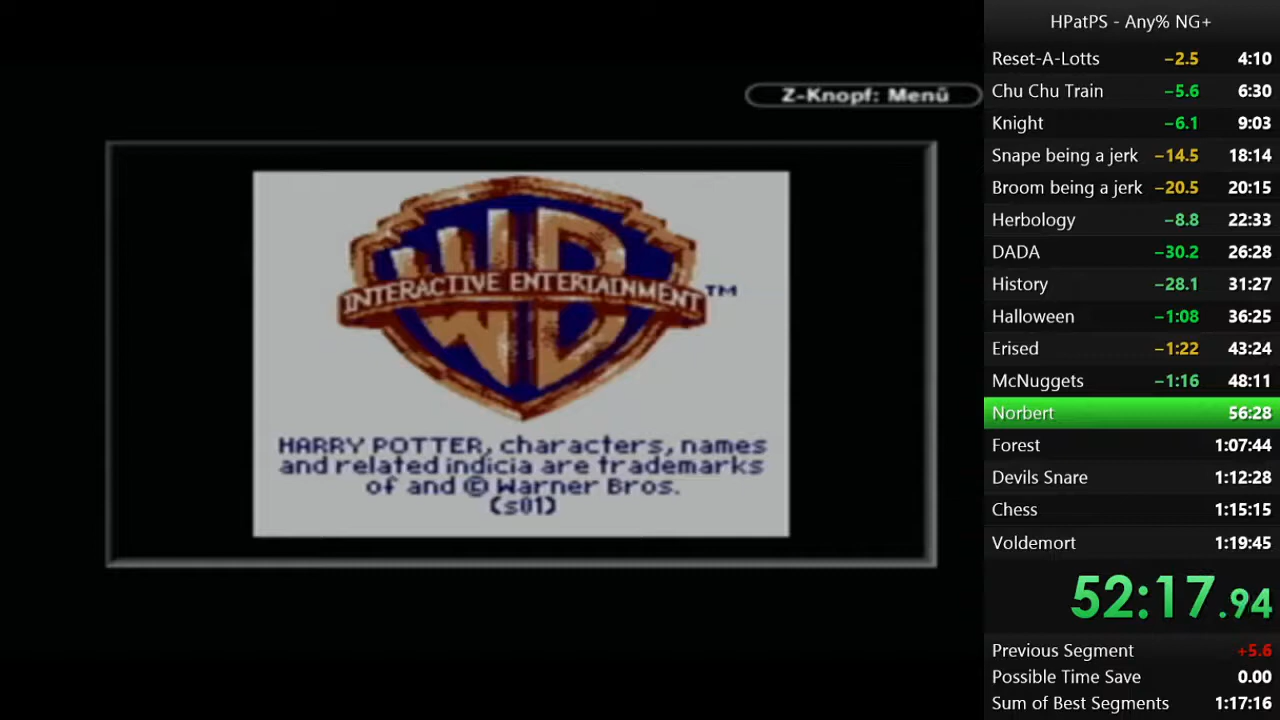 Z-Knopf: Menü
INTERACTIVE ENTERTAINMENT™
HARRY POTTER, characters, names
and related indicia are trademarks
of and © Warner Bros.
(s01)
HPatPS - Any% NG+
Reset-A-Lotts −2.5 4:10
Chu Chu Train −5.6 6:30
Knight −6.1 9:03
Snape being a jerk −14.5 18:14
Broom being a jerk −20.5 20:15
Herbology −8.8 22:33
DADA −30.2 26:28
History −28.1 31:27
Halloween −1:08 36:25
Erised −1:22 43:24
McNuggets −1:16 48:11
Norbert 56:28
Forest 1:07:44
Devils Snare 1:12:28
Chess 1:15:15
Voldemort 1:19:45
52:17.94
Previous Segment +5.6
Possible Time Save 0.00
Sum of Best Segments 1:17:16